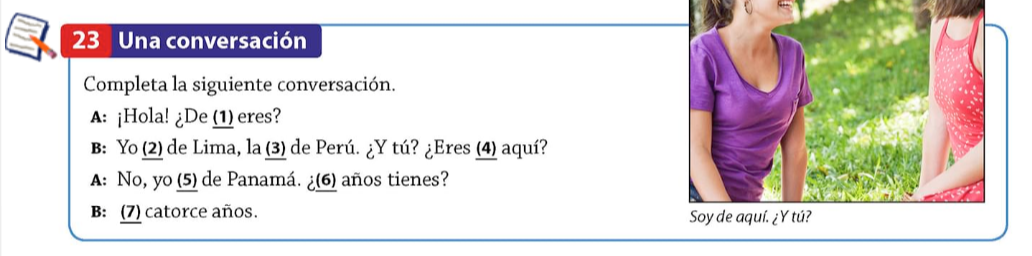 23 Una conversación
Completa la siguiente conversación.
A: ¡Hola! ¿De (1) eres?
B: Yo (2) de Lima, la (3) de Perú. ¿Y tú? ¿Eres (4) aquí?
A: No, yo (5) de Panamá. ¿(6) años tienes?
B: (7) catorce años.
Soy de aquí. ¿Y tú?